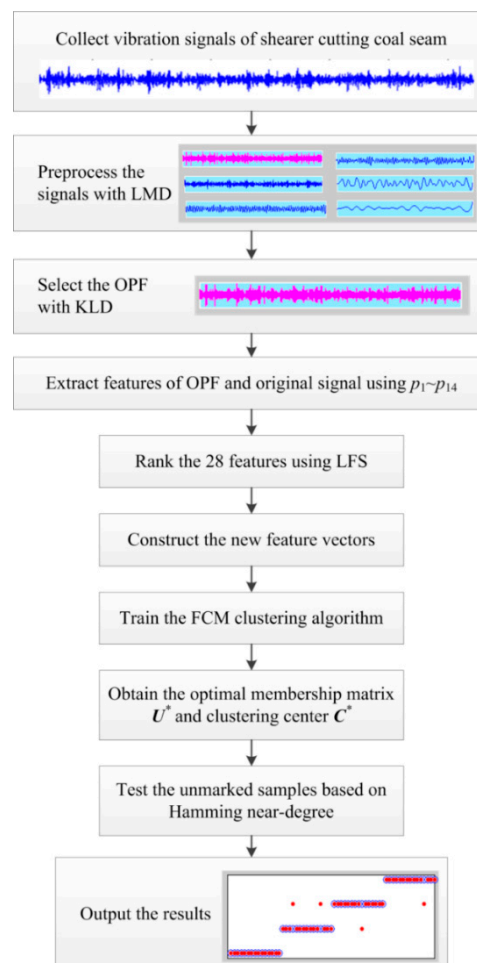 Collect vibration signals of shearer cutting coal seam
Preprocess the
signals with LMD
Select the OPF
with KLD
Extract features of OPF and original signal using p₁~p₁₄
Rank the 28 features using LFS
Construct the new feature vectors
Train the FCM clustering algorithm
Obtain the optimal membership matrix
U* and clustering center C*
Test the unmarked samples based on
Hamming near-degree
Output the results